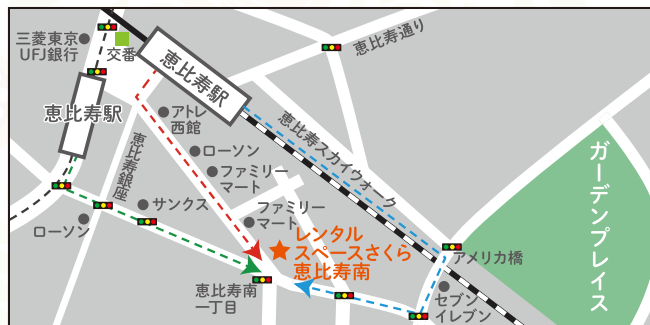 三菱東京
UFJ銀行
交番
恵比寿駅
恵比寿駅
恵比寿通り
アトレ
西館
恵比寿銀座
ローソン
ファミリー
マート
恵比寿スカイウォーク
サンクス
ファミリー
マート
ローソン
レンタル
スペースさくら
恵比寿南
恵比寿南
一丁目
アメリカ橋
セブン
イレブン
ガーデンプレイス